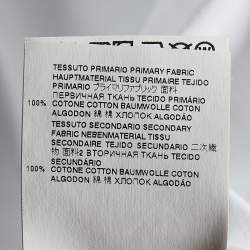 TESSUTO PRIMARIO PRIMARY FABRIC
HAUPTMATERIAL TISSU PRIMAIRE TEJIDO
PRIMARIO プライマリファブリック 面料
ПЕРВИЧНАЯ ТКАНЬ TECIDO PRIMÁRIO
100% COTONE COTTON BAUMWOLLE COTON
ALGODON 綿 棉 ХЛОПОК ALGODÃO
TESSUTO SECONDARIO SECONDARY
FABRIC NEBENMATERIAL TISSU
SECONDAIRE TEJIDO SECUNDARIO 二次織
物 面料2 ВТОРИЧНАЯ ТКАНЬ TECIDO
SECUNDÁRIO
100% COTONE COTTON BAUMWOLLE COTON
ALGODON 綿 棉 ХЛОПОК ALGODÃO